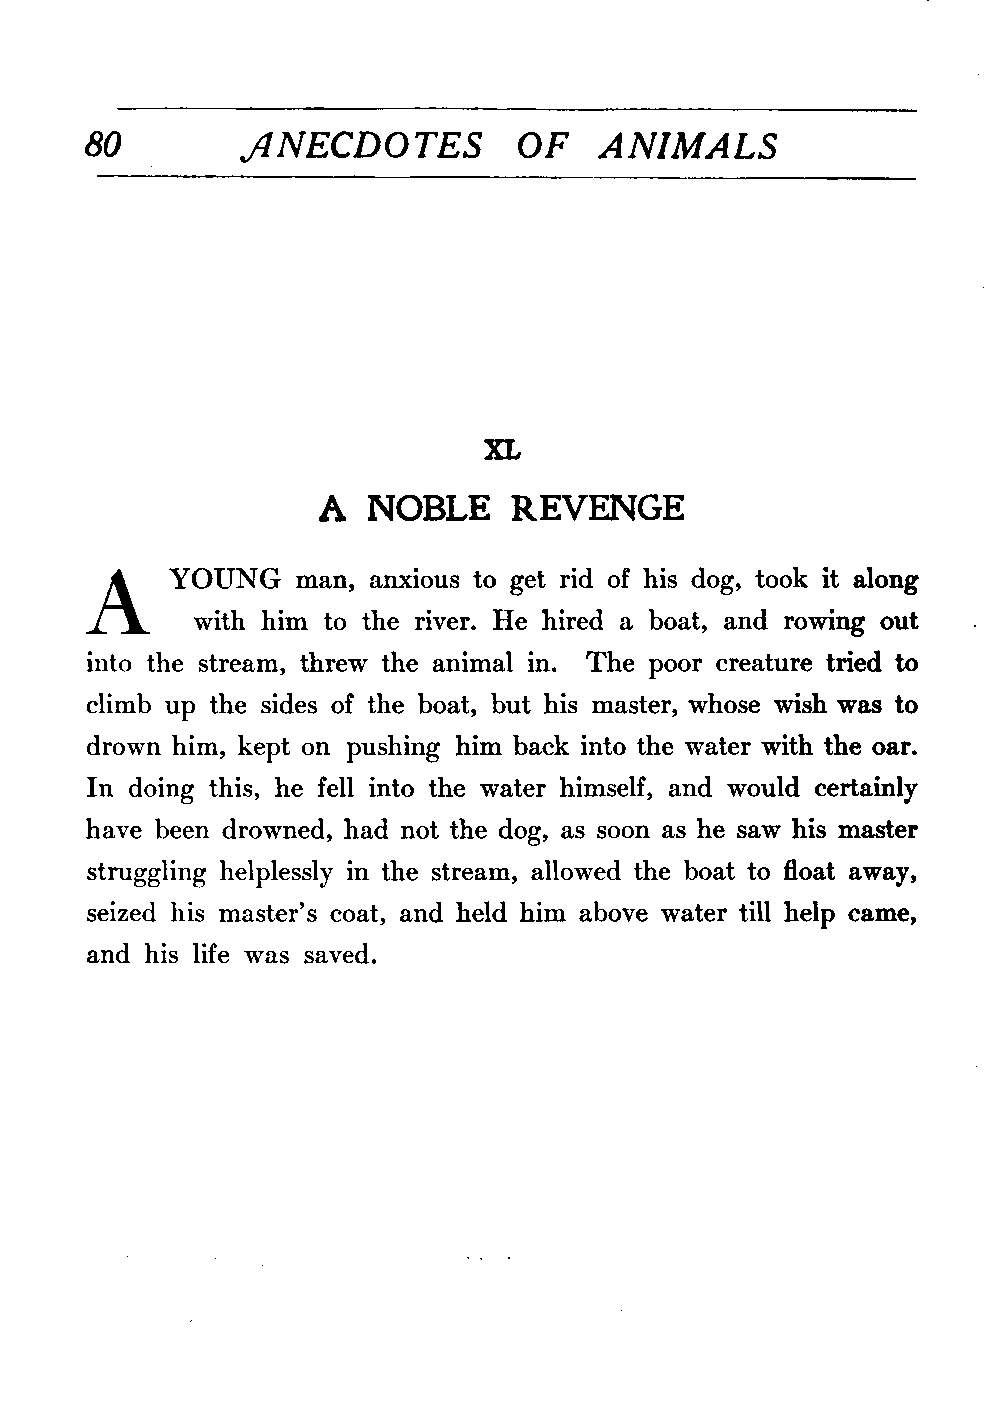 80 ANECDOTES OF ANIMALS
XL
A NOBLE REVENGE
A YOUNG man, anxious to get rid of his dog, took it along
with him to the river. He hired a boat, and rowing out
into the stream, threw the animal in. The poor creature tried to
climb up the sides of the boat, but his master, whose wish was to
drown him, kept on pushing him back into the water with the oar.
In doing this, he fell into the water himself, and would certainly
have been drowned, had not the dog, as soon as he saw his master
struggling helplessly in the stream, allowed the boat to float away,
seized his master's coat, and held him above water till help came,
and his life was saved.